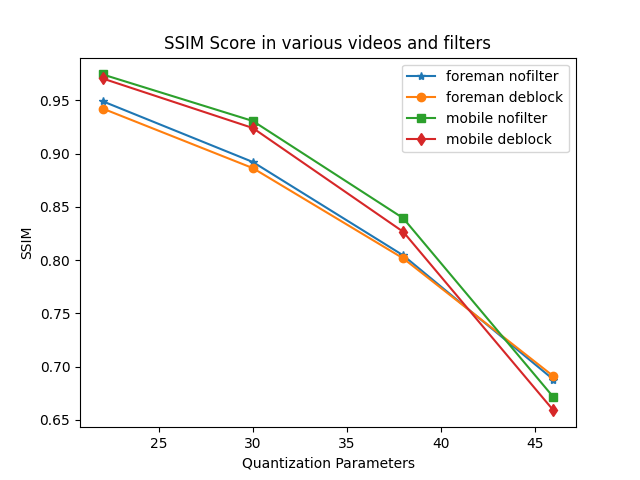 SSIM Score in various videos and filters
foreman nofilter
foreman deblock
mobile nofilter
mobile deblock
0.95
0.90
0.85
0.80
0.75
0.70
0.65
SSIM
25
30
35
40
45
Quantization Parameters